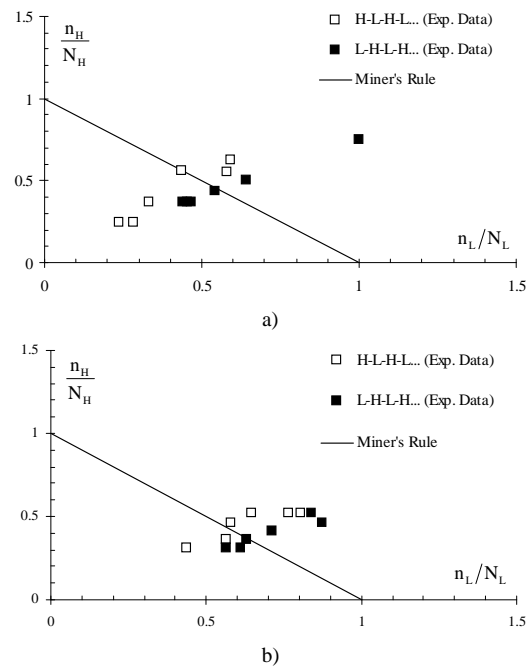 1.5
n_H
N_H
H-L-H-L... (Exp. Data)
L-H-L-H... (Exp. Data)
Miner's Rule
1
0.5
n_L/N_L
0
0
0.5
1
1.5
a)
1.5
n_H
N_H
H-L-H-L... (Exp. Data)
L-H-L-H... (Exp. Data)
Miner's Rule
1
0.5
n_L/N_L
0
0
0.5
1
1.5
b)